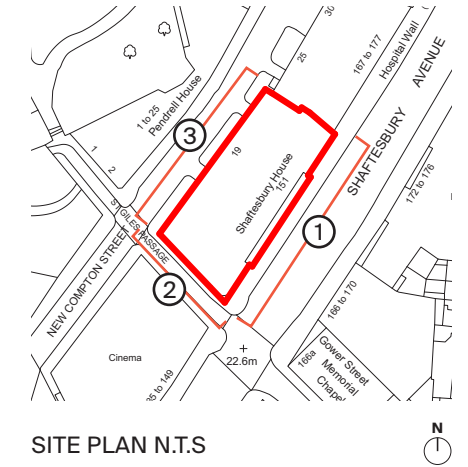 30
25
167 to 177
Hospital Wall
AVENUE
SHAFTESBURY
1 to 25
Pendrell House
3
19
Shaftesbury House
151
172 to 176
1
2
ST GILES PASSAGE
1
NEW COMPTON STREET
2
22.6m
166 to 170
Cinema
166a
Gower Street
Memorial
Chapel
to 149
SITE PLAN N.T.S
N